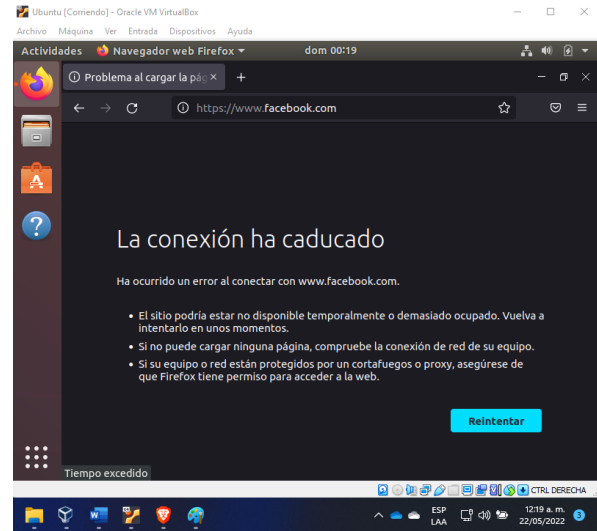 Ubuntu [Corriendo] - Oracle VM VirtualBox
Archivo Máquina Ver Entrada Dispositivos Ayuda
Actividades Navegador web Firefox dom 00:19
Problema al cargar la pág
https://www.facebook.com
La conexión ha caducado
Ha ocurrido un error al conectar con www.facebook.com.
• El sitio podría estar no disponible temporalmente o demasiado ocupado. Vuelva a
intentarlo en unos momentos.
• Si no puede cargar ninguna página, compruebe la conexión de red de su equipo.
• Si su equipo o red están protegidos por un cortafuegos o proxy, asegúrese de
que Firefox tiene permiso para acceder a la web.
Reintentar
Tiempo excedido
CTRL DERECHA
ESP
LAA
12:19 a. m.
22/05/2022
3